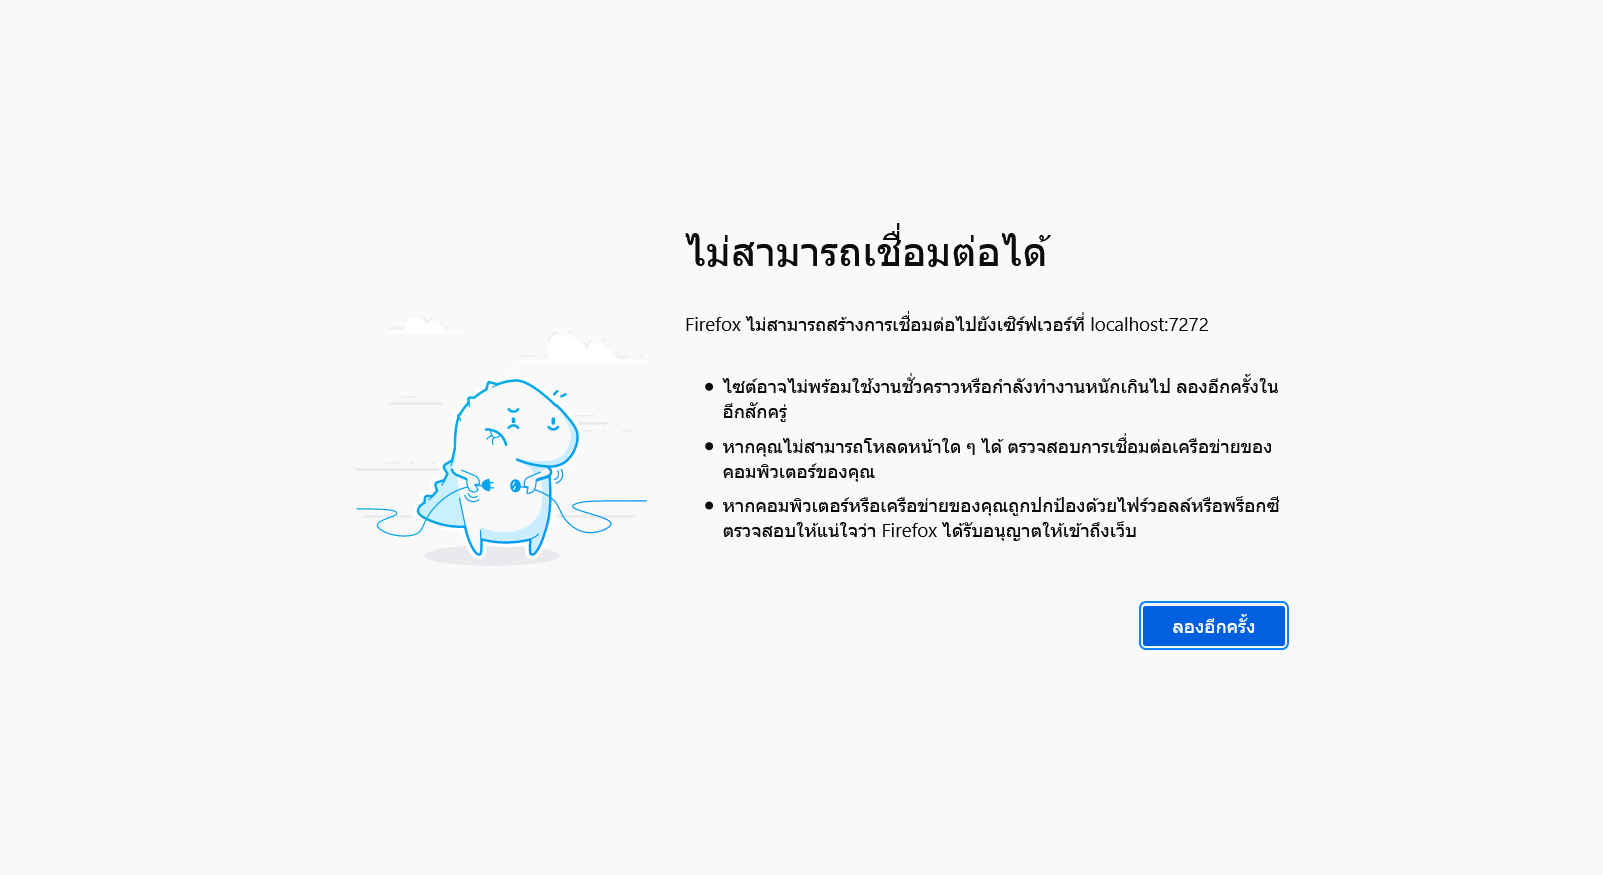 ไม่สามารถเชื่อมต่อได้
Firefox ไม่สามารถสร้างการเชื่อมต่อไปยังเซิร์ฟเวอร์ที่ localhost:7272
ไซต์อาจไม่พร้อมใช้งานชั่วคราวหรือกำลังทำงานหนักเกินไป ลองอีกครั้งใน
อีกสักครู่
หากคุณไม่สามารถโหลดหน้าใด ๆ ได้ ตรวจสอบการเชื่อมต่อเครือข่ายของ
คอมพิวเตอร์ของคุณ
หากคอมพิวเตอร์หรือเครือข่ายของคุณถูกปกป้องด้วยไฟร์วอลล์หรือพร็อกซี
ตรวจสอบให้แน่ใจว่า Firefox ได้รับอนุญาตให้เข้าถึงเว็บ
ลองอีกครั้ง